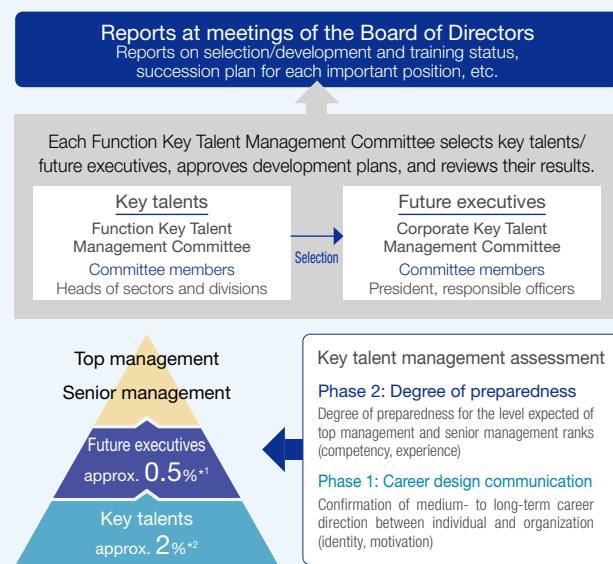 Reports at meetings of the Board of Directors
Reports on selection/development and training status,
succession plan for each important position, etc.
Each Function Key Talent Management Committee selects key talents/
future executives, approves development plans, and reviews their results.
Key talents
Function Key Talent
Management Committee
Committee members
Heads of sectors and divisions
Selection
Future executives
Corporate Key Talent
Management Committee
Committee members
President, responsible officers
Top management
Senior management
Future executives
approx. 0.5%*1
Key talents
approx. 2%*2
Key talent management assessment
Phase 2: Degree of preparedness
Degree of preparedness for the level expected of
top management and senior management ranks
(competency, experience)
Phase 1: Career design communication
Confirmation of medium- to long-term career
direction between individual and organization
(identity, motivation)